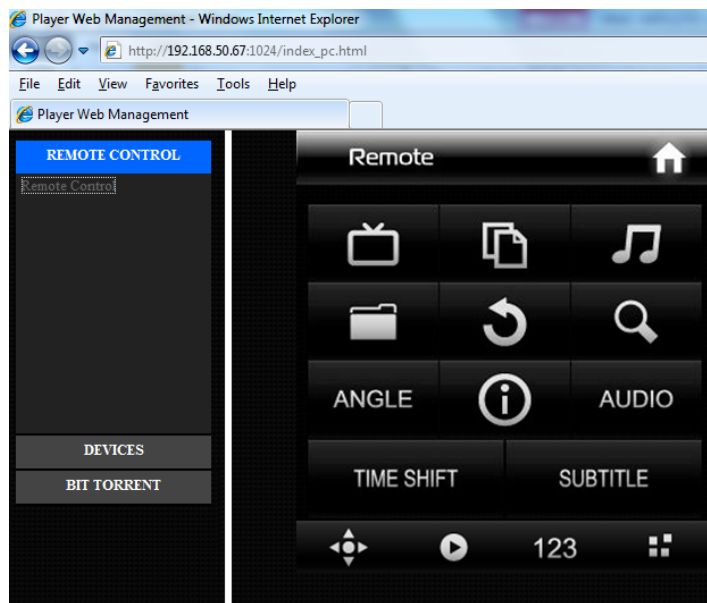 Player Web Management - Windows Internet Explorer
http://192.168.50.67:1024/index_pc.html
File Edit View Favorites Tools Help
Player Web Management
REMOTE CONTROL
Remote Control
DEVICES
BIT TORRENT
Remote
ANGLE
AUDIO
TIME SHIFT
SUBTITLE
123